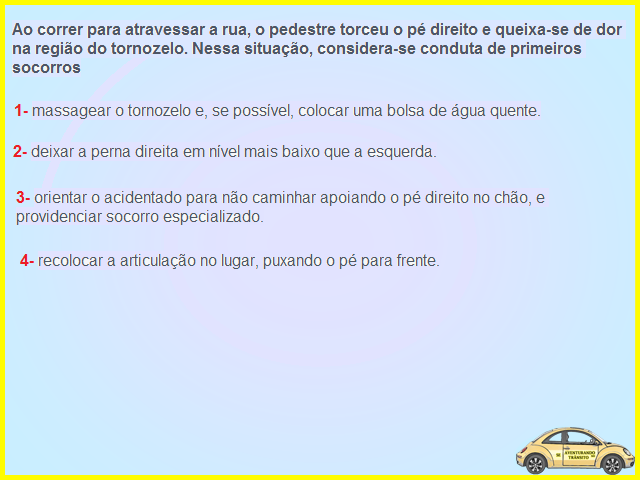 Ao correr para atravessar a rua, o pedestre torceu o pé direito e queixa-se de dor
na região do tornozelo. Nessa situação, considera-se conduta de primeiros
socorros
1- massagear o tornozelo e, se possível, colocar uma bolsa de água quente.
2- deixar a perna direita em nível mais baixo que a esquerda.
3- orientar o acidentado para não caminhar apoiando o pé direito no chão, e
providenciar socorro especializado.
4- recolocar a articulação no lugar, puxando o pé para frente.
AVENTURANDO
TRÂNSITO